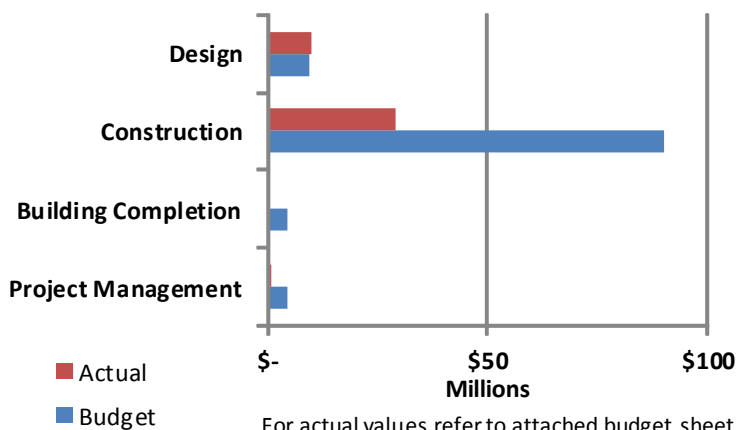 Design
Construction
Building Completion
Project Management
$- $50 $100
Millions
Actual
Budget
For actual values refer to attached budget sheet